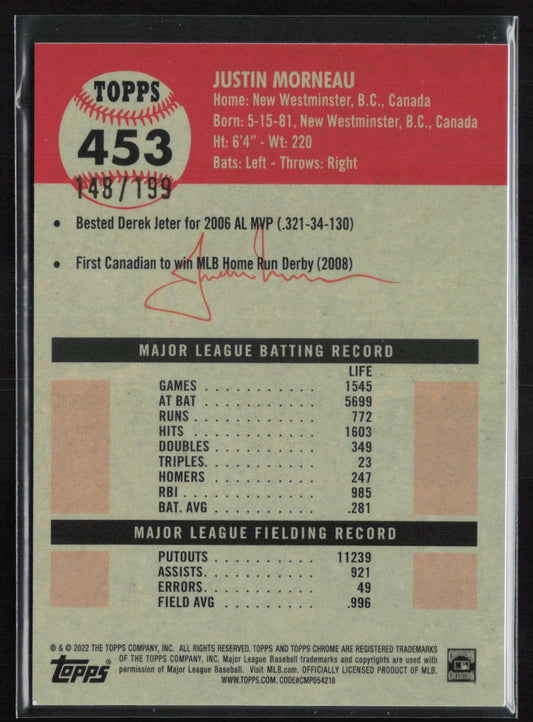 TOPPS
453
148/199
JUSTIN MORNEAU
Home: New Westminster, B.C., Canada
Born: 5-15-81, New Westminster, B.C., Canada
Ht: 6'4" - Wt: 220
Bats: Left - Throws: Right
• Bested Derek Jeter for 2006 AL MVP (.321-34-130)
• First Canadian to win MLB Home Run Derby (2008)
MAJOR LEAGUE BATTING RECORD
LIFE
GAMES . . . . . . . . . . . 1545
AT BAT . . . . . . . . . . . 5699
RUNS . . . . . . . . . . . 772
HITS . . . . . . . . . . . 1603
DOUBLES . . . . . . . . . . 349
TRIPLES. . . . . . . . . . . 23
HOMERS . . . . . . . . . . 247
RBI . . . . . . . . . . . 985
BAT. AVG . . . . . . . . . . .281
MAJOR LEAGUE FIELDING RECORD
PUTOUTS . . . . . . . . . . 11239
ASSISTS. . . . . . . . . . . 921
ERRORS . . . . . . . . . . 49
FIELD AVG . . . . . . . . . .996
® & © 2022 THE TOPPS COMPANY, INC. ALL RIGHTS RESERVED. TOPPS AND TOPPS CHROME ARE REGISTERED TRADEMARKS
OF THE TOPPS COMPANY, INC. Major League Baseball trademarks and copyrights are used with
permission of Major League Baseball. Visit MLB.com. OFFICIALLY LICENSED PRODUCT OF MLB.
WWW.TOPPS.COM. CODE#CMP054218
Topps